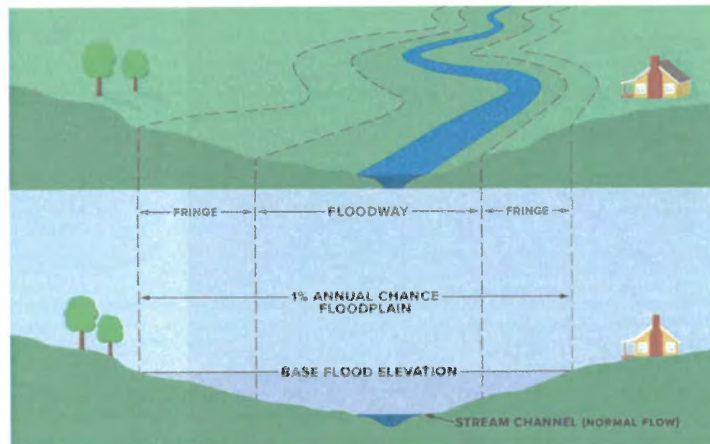 FRINGE
FLOODWAY
FRINGE
1% ANNUAL CHANCE
FLOODPLAIN
BASE FLOOD ELEVATION
STREAM CHANNEL (NORMAL FLOW)